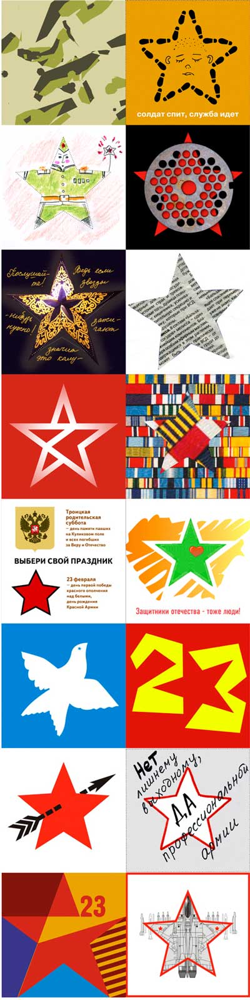 солдат спит, служба идет
Послушай-
те!
Ведь если
звезды
зажи-
гают
значит
это кому-
-нибудь
нужно!
Троицкая
родительская
суббота
– день памяти павших
на Куликовом поле
и всех погибших
за Веру и Отечество
ВЫБЕРИ СВОЙ ПРАЗДНИК
23 февраля
– день первой победы
красного ополчения
над белыми,
день рождения
Красной Армии
Защитники отечества - тоже люди!
23
Нет
лишнему
выходному,
ДА
профессиональной
армии
23